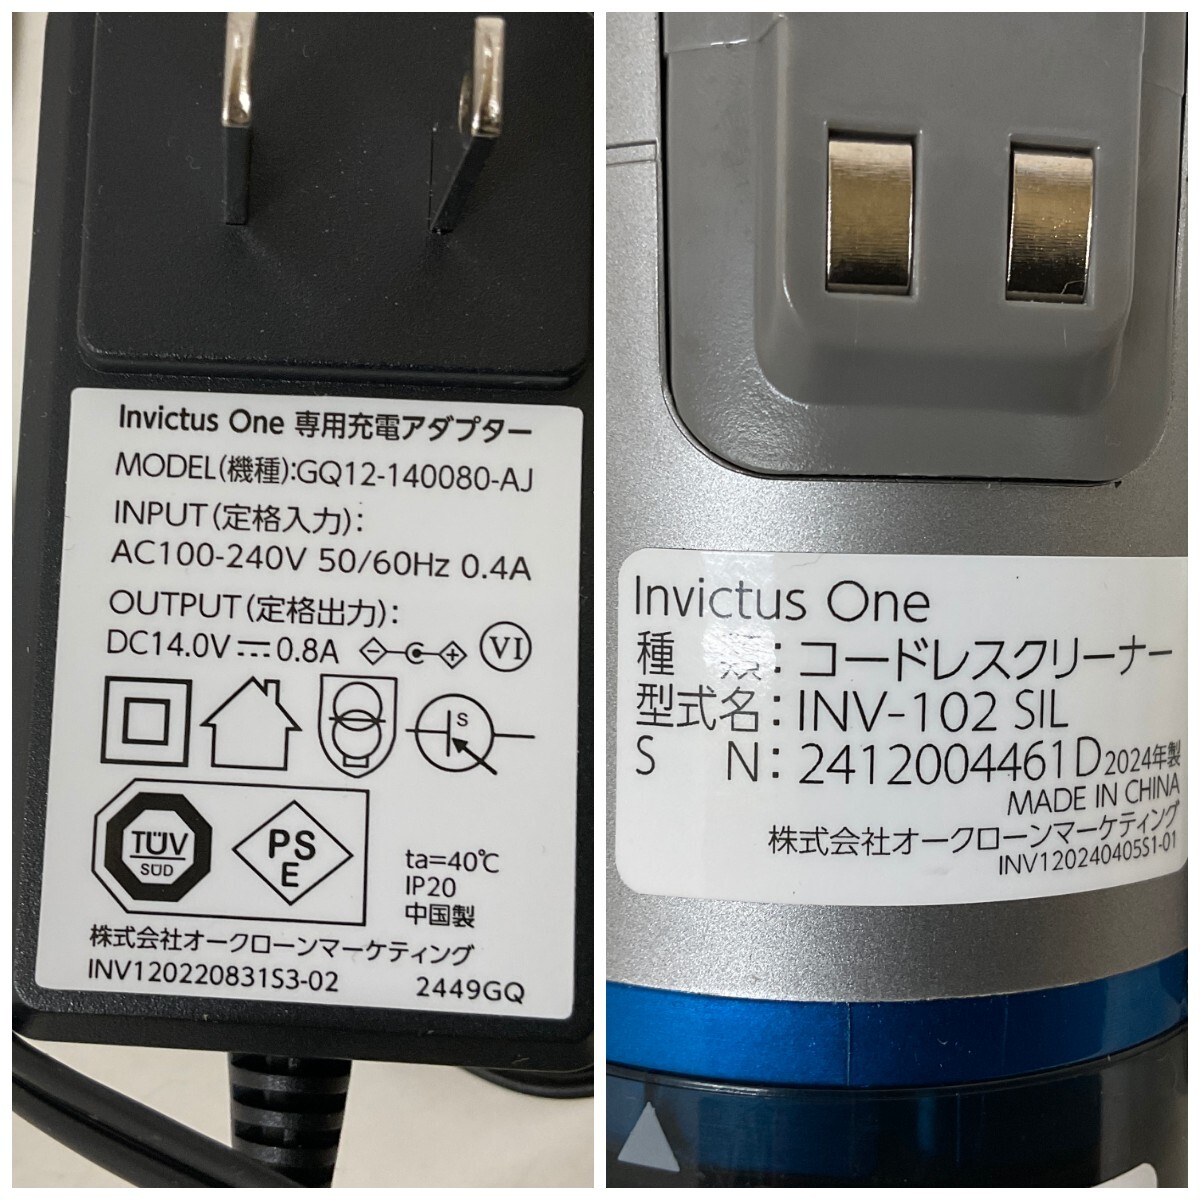 Invictus One 専用充電アダプター
MODEL(機種):GQ12-140080-AJ
INPUT(定格入力):
AC100-240V 50/60Hz 0.4A
OUTPUT(定格出力):
DC14.0V 0.8A VI
S
TÜV
SÜD
PS
E
ta=40℃
IP20
中国製
株式会社オークローンマーケティング
INV120220831S3-02 2449GQ
Invictus One
種 類:コードレスクリーナー
型式名:INV-102 SIL
S N:2412004461D 2024年製
MADE IN CHINA
株式会社オークローンマーケティング
INV120240405S1-01